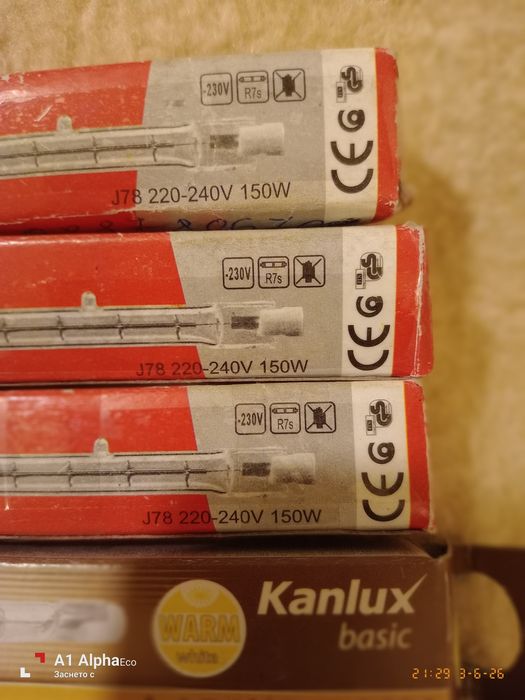 ~230V
R7s
J78 220-240V 150W
~230V
R7s
J78 220-240V 150W
~230V
R7s
J78 220-240V 150W
WARM
white
Kanlux
basic
A1 AlphaEco
Заснето с
21:29 3-6-26